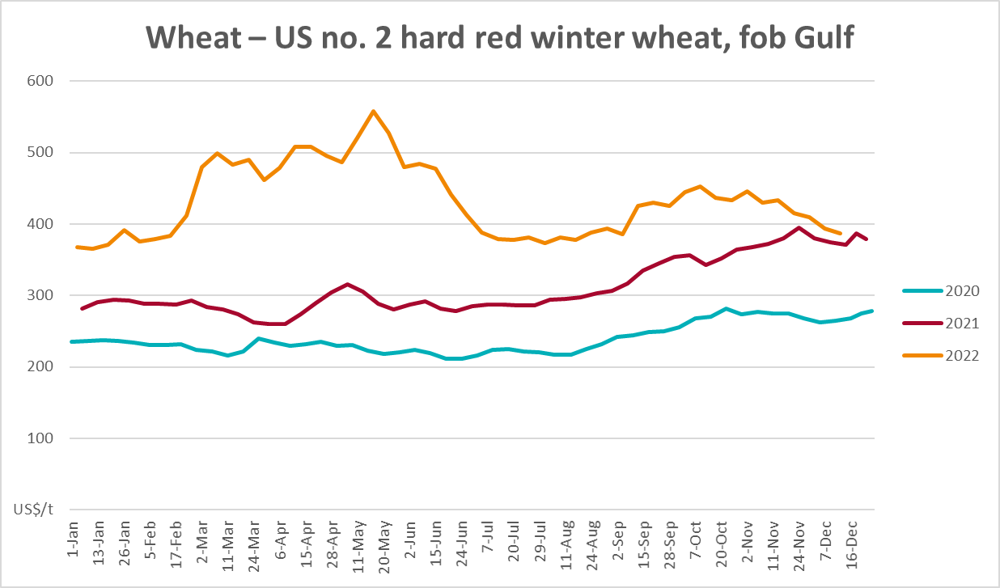 Wheat – US no. 2 hard red winter wheat, fob Gulf
600
500
400
300
200
100
US$/t
1-Jan
13-Jan
26-Jan
5-Feb
17-Feb
2-Mar
11-Mar
24-Mar
6-Apr
15-Apr
28-Apr
11-May
20-May
2-Jun
15-Jun
24-Jun
7-Jul
20-Jul
29-Jul
11-Aug
24-Aug
2-Sep
15-Sep
28-Sep
7-Oct
20-Oct
2-Nov
11-Nov
24-Nov
7-Dec
16-Dec
2020
2021
2022